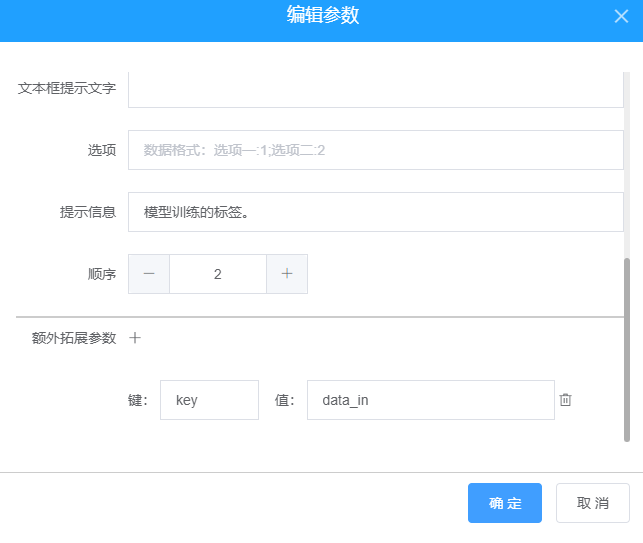 编辑参数
文本框提示文字
选项 数据格式：选项一:1;选项二:2
提示信息 模型训练的标签。
顺序 2
额外拓展参数
键： key 值： data_in
确 定 取 消